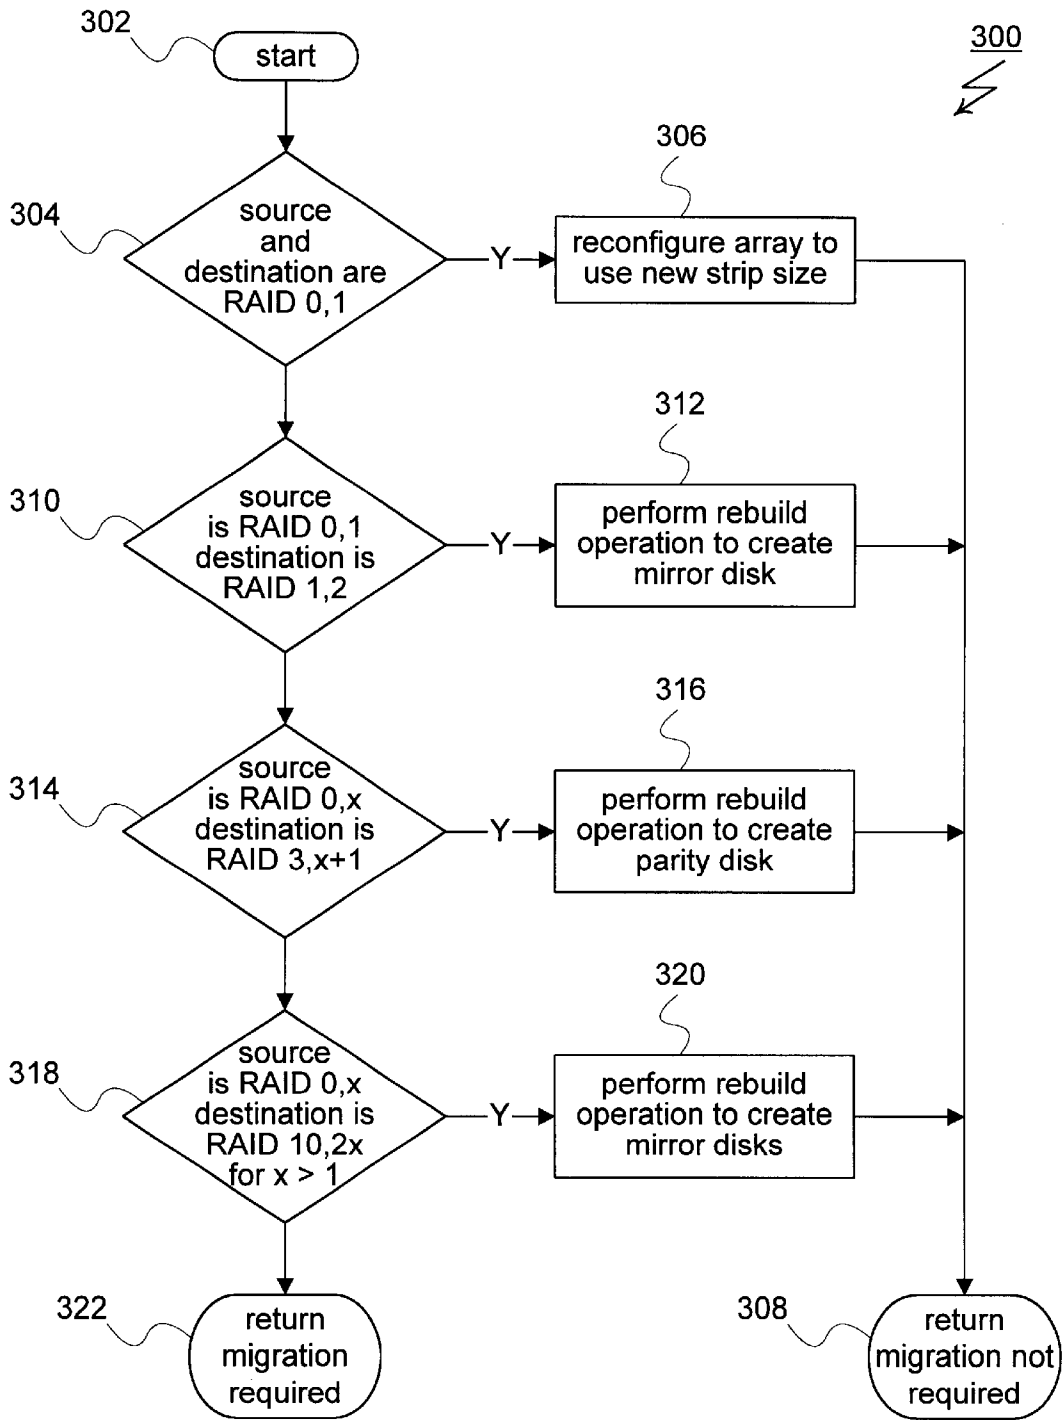 302
start
300
306
304
source
and
destination are
RAID 0,1
Y
reconfigure array to
use new strip size
312
310
source
is RAID 0,1
destination is
RAID 1,2
Y
perform rebuild
operation to create
mirror disk
316
314
source
is RAID 0,x
destination is
RAID 3,x+1
Y
perform rebuild
operation to create
parity disk
320
318
source
is RAID 0,x
destination is
RAID 10,2x
for x > 1
Y
perform rebuild
operation to create
mirror disks
322
return
migration
required
308
return
migration not
required